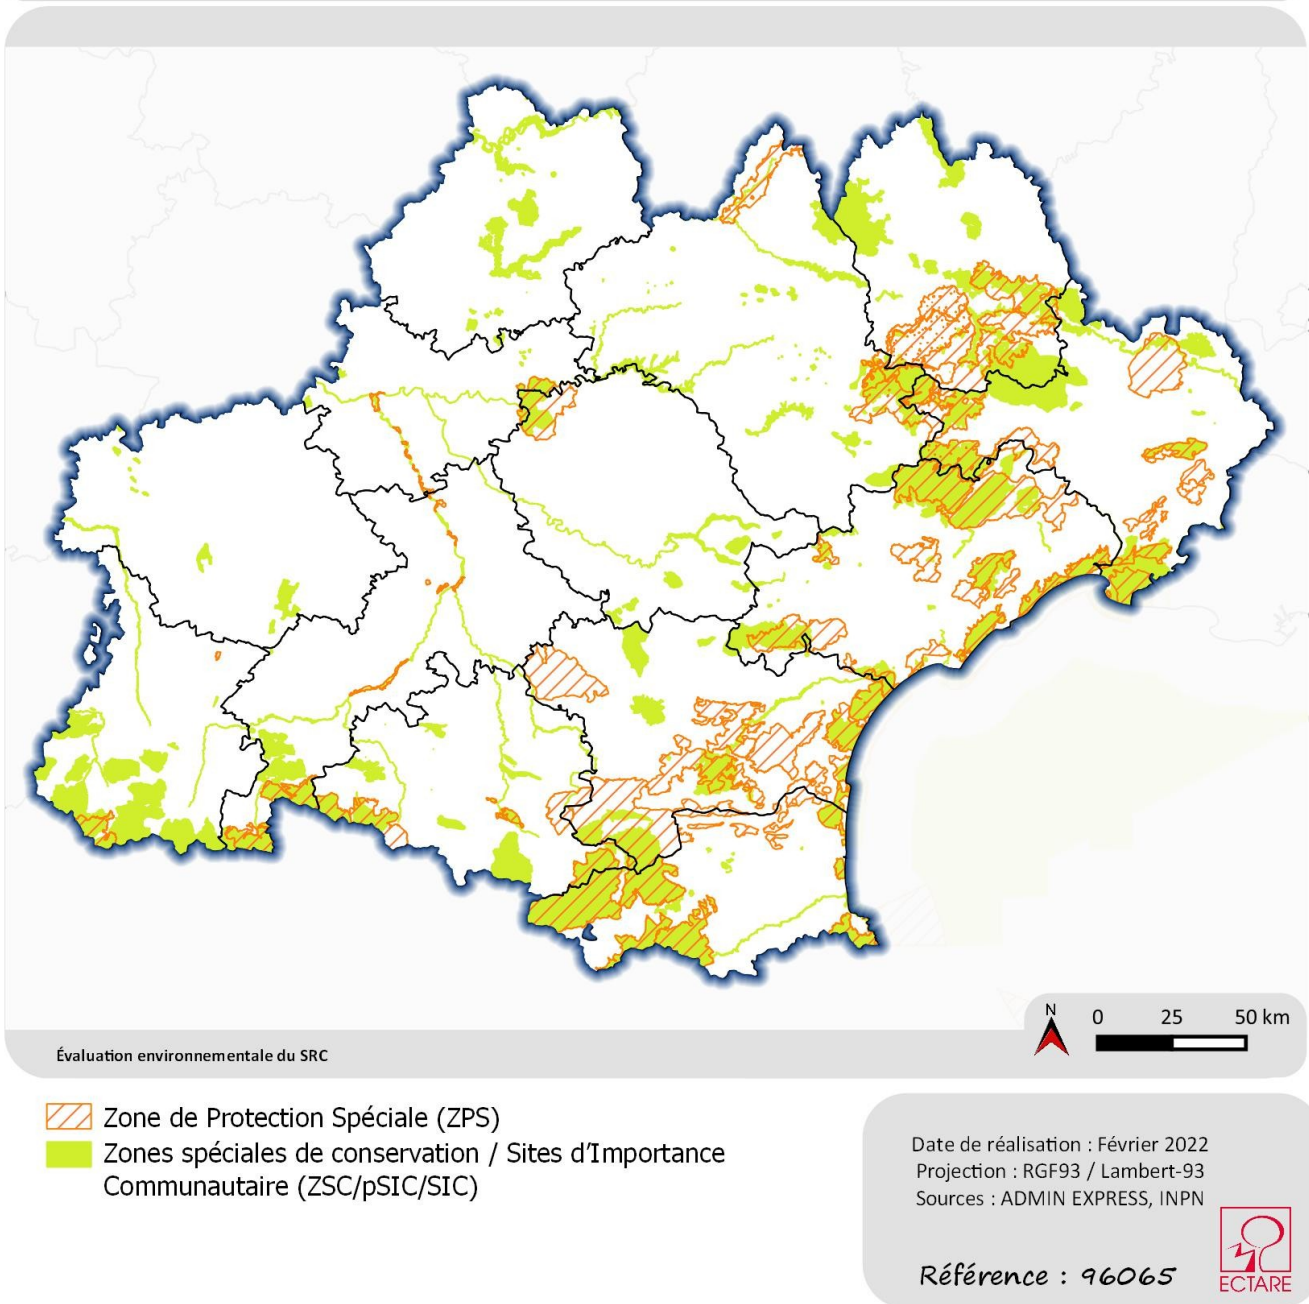 N
0 25 50 km
Évaluation environnementale du SRC
Zone de Protection Spéciale (ZPS)
Zones spéciales de conservation / Sites d'Importance
Communautaire (ZSC/pSIC/SIC)
Date de réalisation : Février 2022
Projection : RGF93 / Lambert-93
Sources : ADMIN EXPRESS, INPN
Référence : 96065
ECTARE